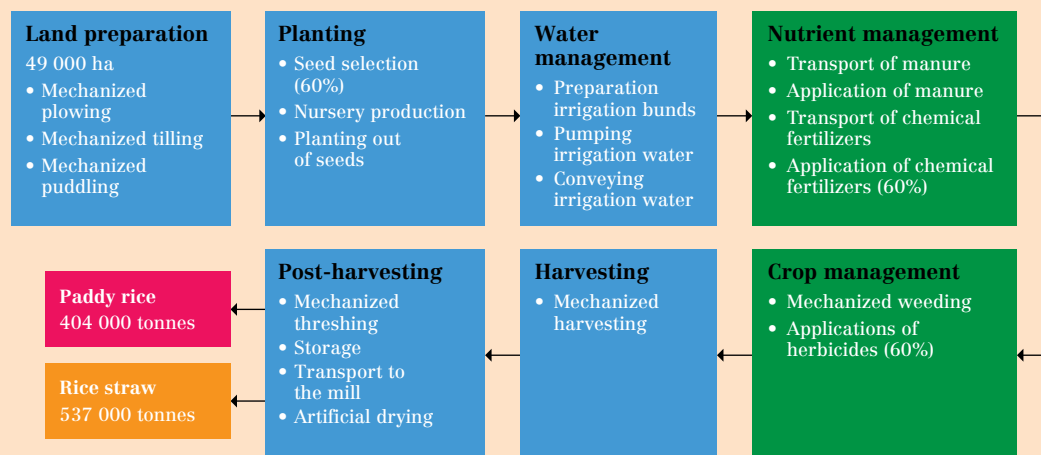 Land preparation
49 000 ha
• Mechanized
plowing
• Mechanized tilling
• Mechanized
puddling
Planting
• Seed selection
(60%)
• Nursery production
• Planting out
of seeds
Water
management
• Preparation
irrigation bunds
• Pumping
irrigation water
• Conveying
irrigation water
Nutrient management
• Transport of manure
• Application of manure
• Transport of chemical
fertilizers
• Application of chemical
fertilizers (60%)
Crop management
• Mechanized weeding
• Applications of
herbicides (60%)
Harvesting
• Mechanized
harvesting
Post-harvesting
• Mechanized
threshing
• Storage
• Transport to
the mill
• Artificial drying
Paddy rice
404 000 tonnes
Rice straw
537 000 tonnes